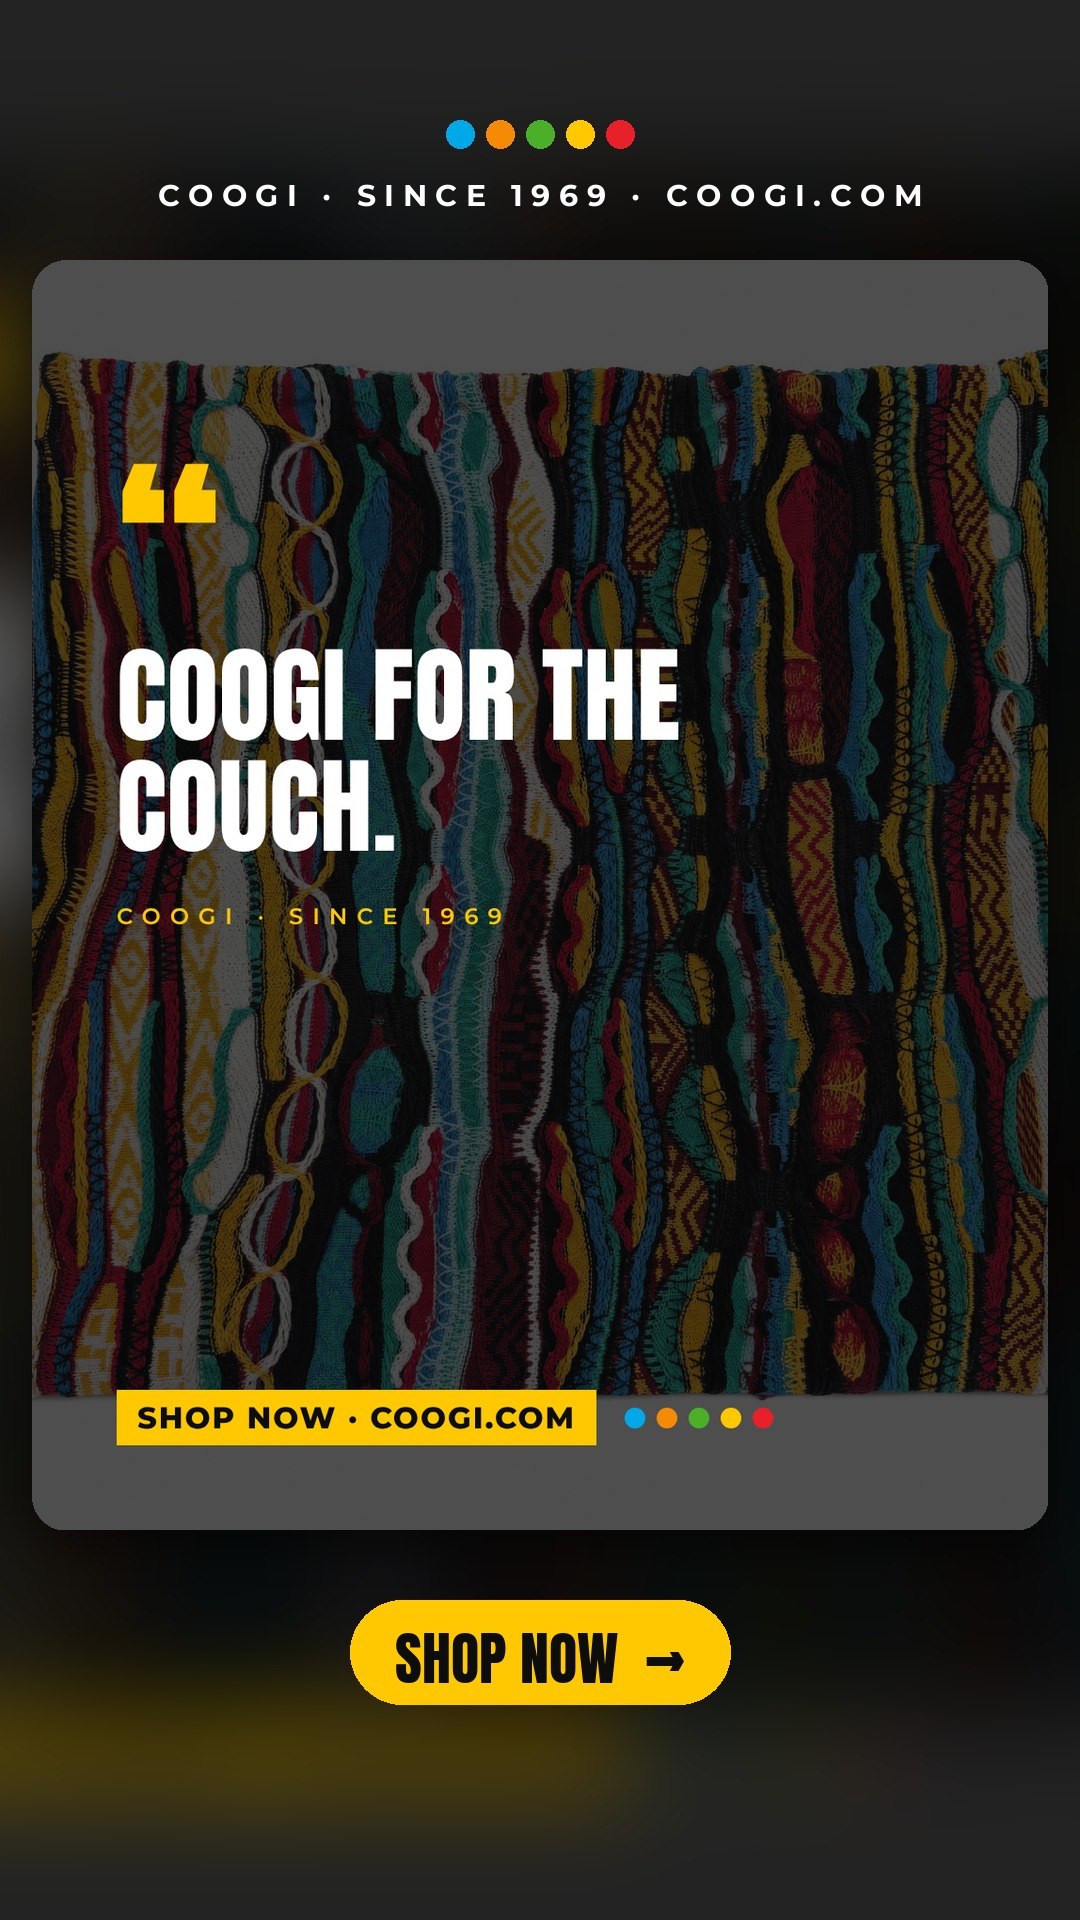 COOGI · SINCE 1969 · COOGI.COM
“
COOGI FOR THE
COUCH.
COOGI · SINCE 1969
SHOP NOW · COOGI.COM
SHOP NOW →